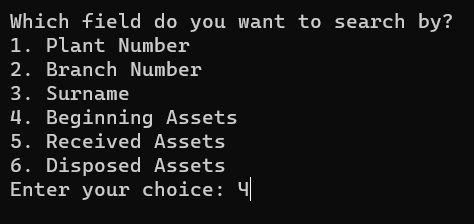 Which field do you want to search by?
1. Plant Number
2. Branch Number
3. Surname
4. Beginning Assets
5. Received Assets
6. Disposed Assets
Enter your choice: 4